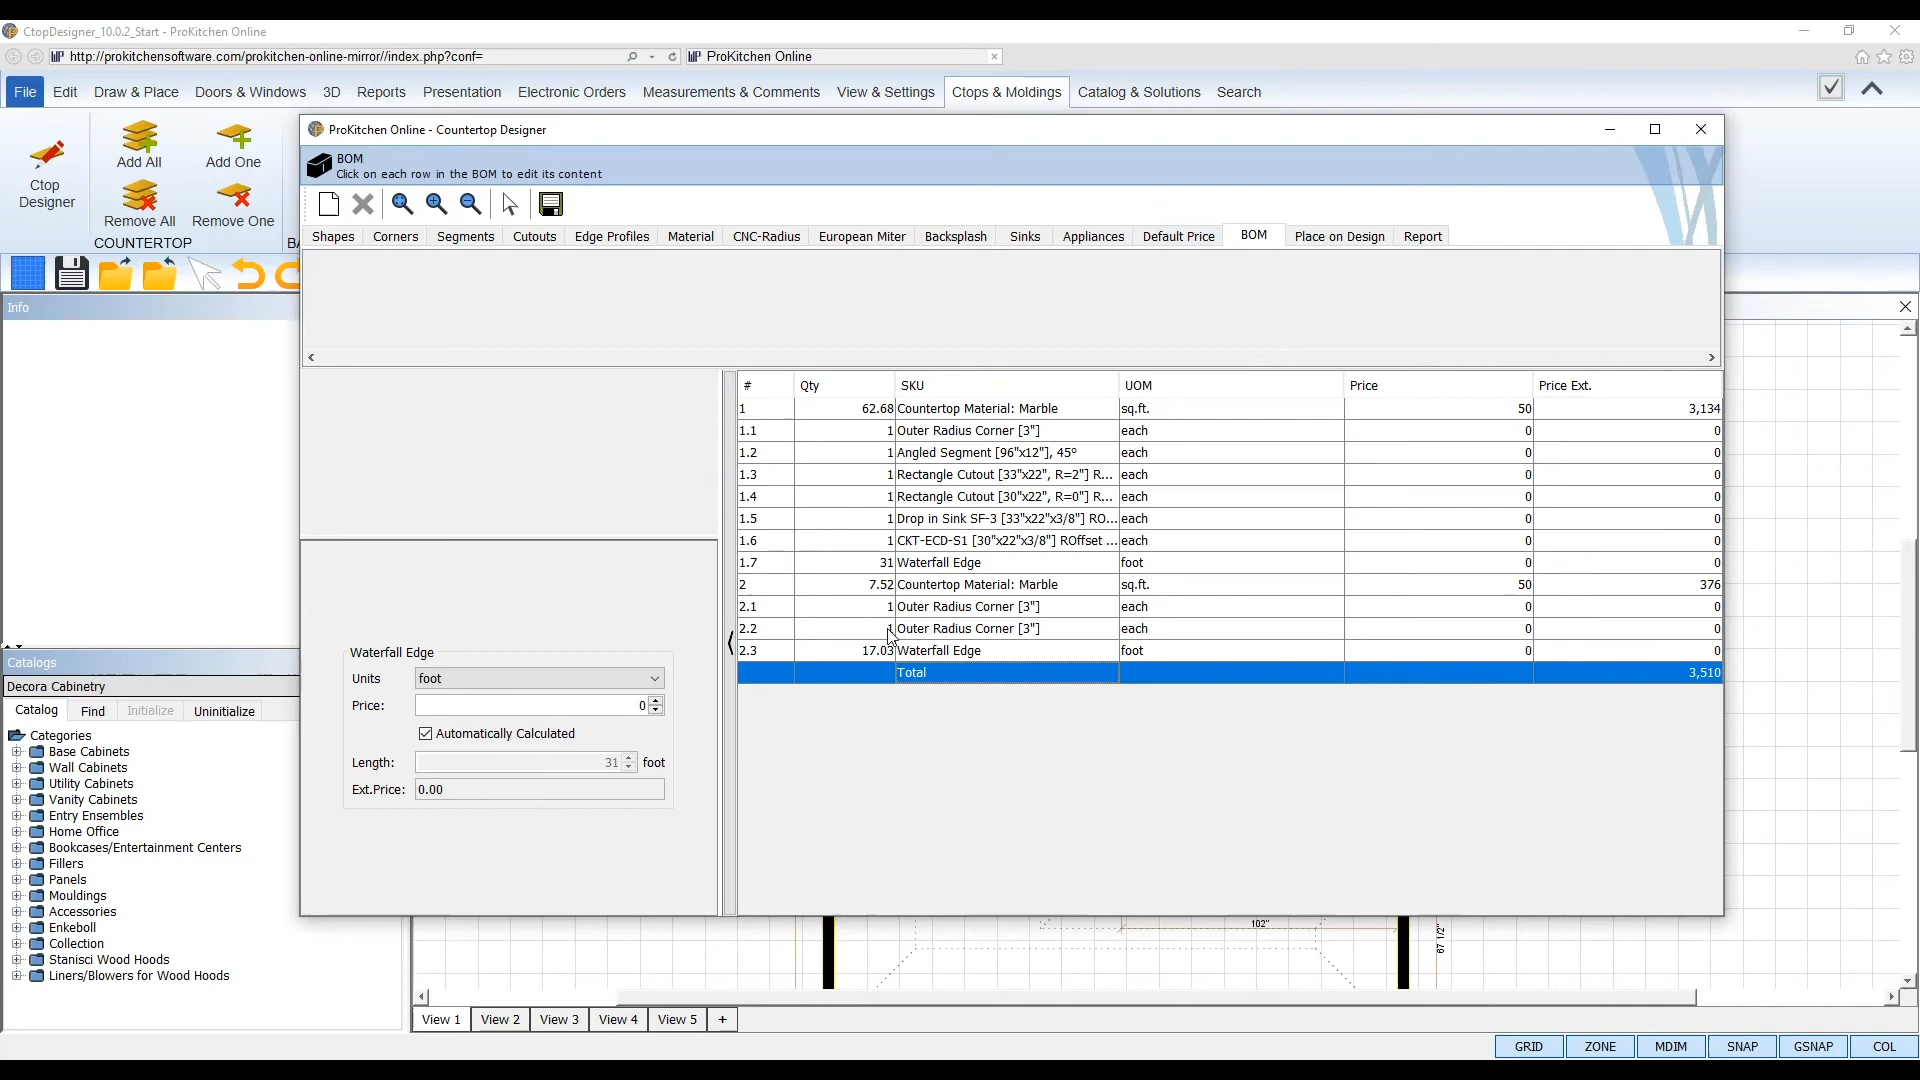 CtopDesigner_10.0.2_Start - ProKitchen Online
http://prokitchensoftware.com/prokitchen-online-mirror//index.php?conf=
ProKitchen Online
File Edit Draw & Place Doors & Windows 3D Reports Presentation Electronic Orders Measurements & Comments View & Settings Ctops & Moldings Catalog & Solutions Search
Ctop Designer
Add All
Add One
Remove All
Remove One
COUNTERTOP
ProKitchen Online - Countertop Designer
BOM
Click on each row in the BOM to edit its content
Shapes Corners Segments Cutouts Edge Profiles Material CNC-Radius European Miter Backsplash Sinks Appliances Default Price BOM Place on Design Report
Info
# Qty SKU UOM Price Price Ext.
1 62.68 Countertop Material: Marble sq.ft. 50 3,134
1.1 1 Outer Radius Corner [3"] each 0 0
1.2 1 Angled Segment [96"x12"], 45º each 0 0
1.3 1 Rectangle Cutout [33"x22", R=2"] R... each 0 0
1.4 1 Rectangle Cutout [30"x22", R=0"] R... each 0 0
1.5 1 Drop in Sink SF-3 [33"x22"x3/8"] RO... each 0 0
1.6 1 CKT-ECD-S1 [30"x22"x3/8"] ROffset ... each 0 0
1.7 31 Waterfall Edge foot 0 0
2 7.52 Countertop Material: Marble sq.ft. 50 376
2.1 1 Outer Radius Corner [3"] each 0 0
2.2 1 Outer Radius Corner [3"] each 0 0
2.3 17.03 Waterfall Edge foot 0 0
Total 3,510
Waterfall Edge
Units foot
Price: 0
Automatically Calculated
Length: 31 foot
Ext.Price: 0.00
Catalogs
Decora Cabinetry
Catalog Find Initialize Uninitialize
Categories
Base Cabinets
Wall Cabinets
Utility Cabinets
Vanity Cabinets
Entry Ensembles
Home Office
Bookcases/Entertainment Centers
Fillers
Panels
Mouldings
Accessories
Enkeboll
Collection
Stanisci Wood Hoods
Liners/Blowers for Wood Hoods
102"
67 1/2"
View 1 View 2 View 3 View 4 View 5 +
GRID ZONE MDIM SNAP GSNAP COL